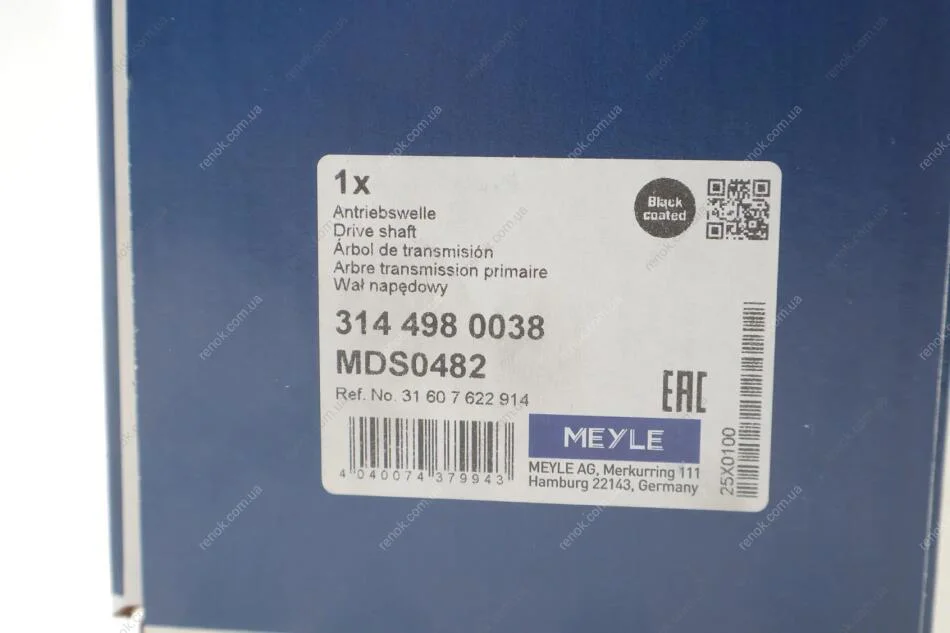 1x
Antriebswelle
Drive shaft
Árbol de transmisión
Arbre transmission primaire
Wał napędowy
314 498 0038
MDS0482
Ref. No. 31 60 7 622 914
4 040074 379943
Black
coated
EAC
MEYLE
MEYLE AG, Merkurring 111
Hamburg 22143, Germany
25X0100
renok.com.ua